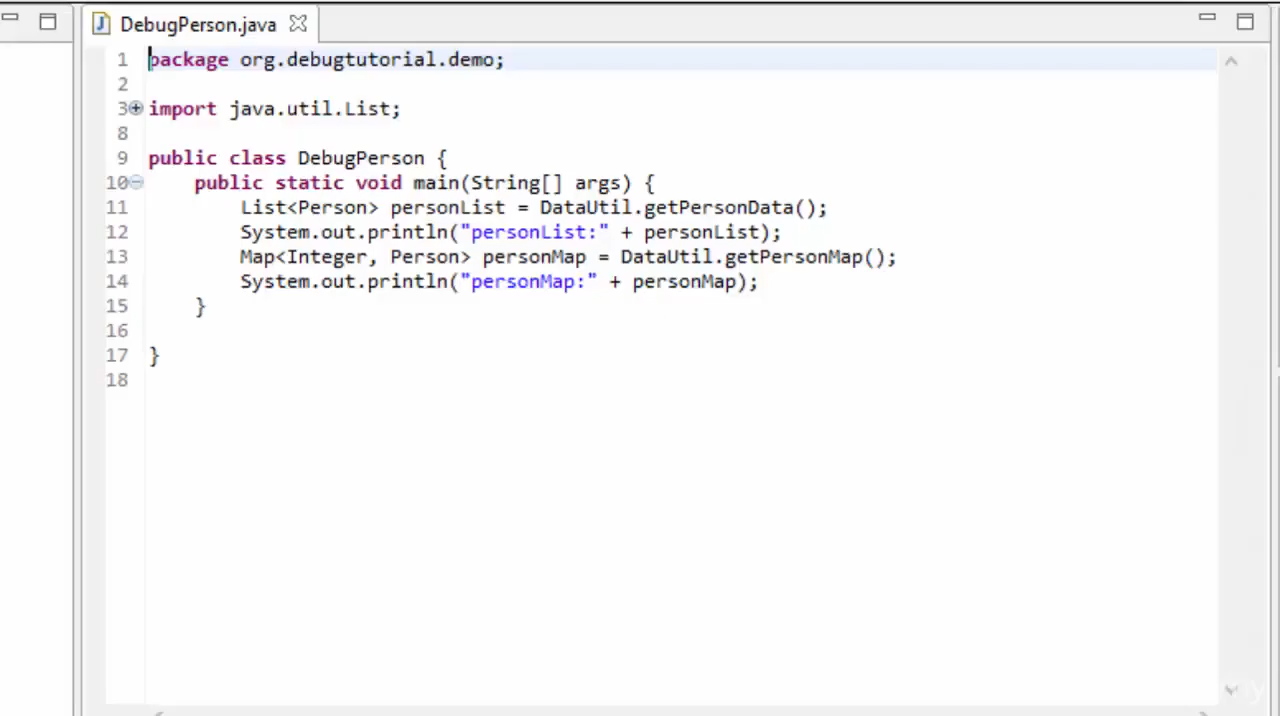 DebugPerson.java
1 package org.debugtutorial.demo;
2
3 import java.util.List;
8
9 public class DebugPerson {
10 public static void main(String[] args) {
11 List<Person> personList = DataUtil.getPersonData();
12 System.out.println("personList:" + personList);
13 Map<Integer, Person> personMap = DataUtil.getPersonMap();
14 System.out.println("personMap:" + personMap);
15 }
16
17 }
18